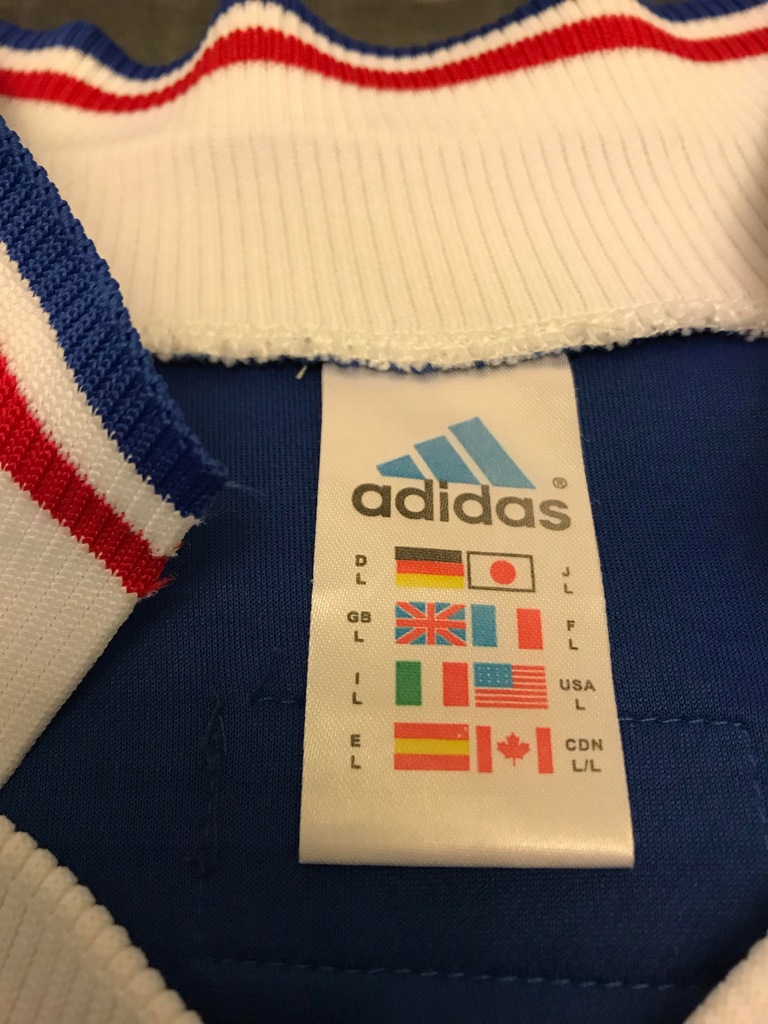 adidas®
D L J L
GB L F L
I L USA L
E L CDN L/L